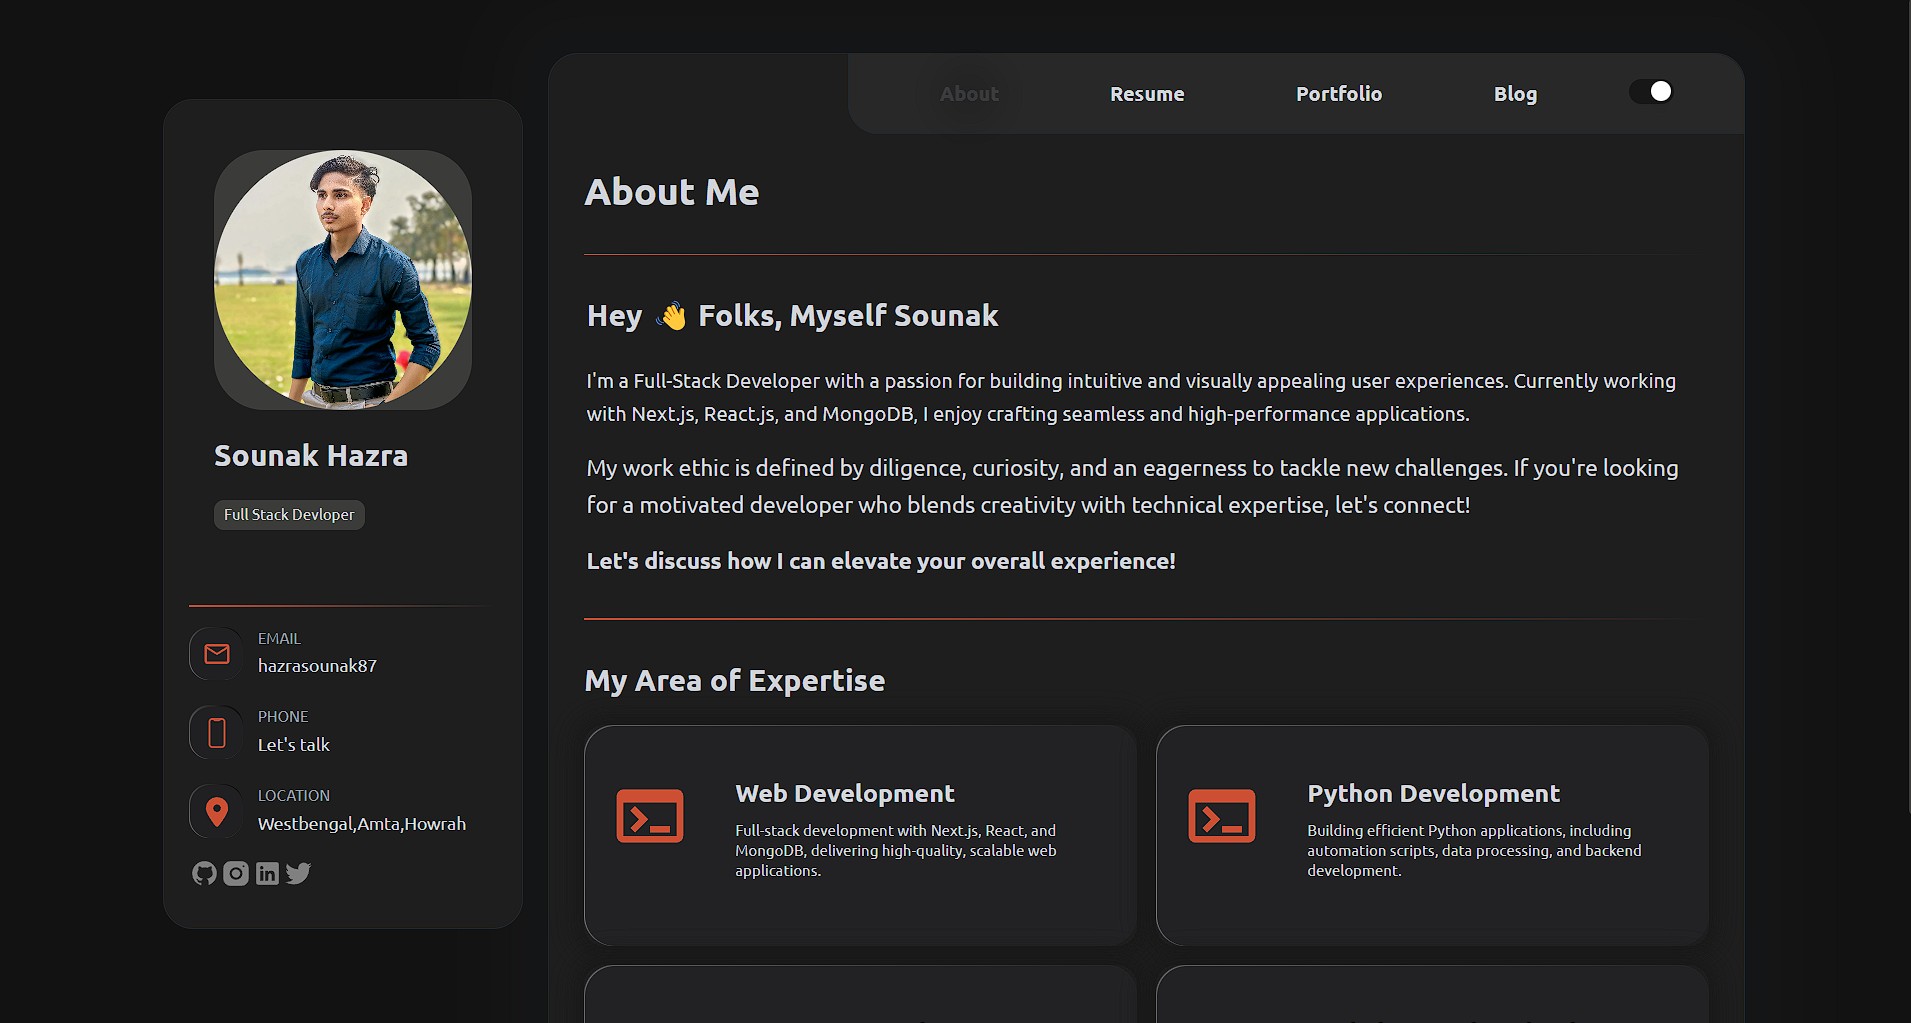 About
Resume
Portfolio
Blog
Sounak Hazra
Full Stack Devloper
EMAIL
hazrasounak87
PHONE
Let's talk
LOCATION
Westbengal,Amta,Howrah
About Me
Hey 👋 Folks, Myself Sounak
I'm a Full-Stack Developer with a passion for building intuitive and visually appealing user experiences. Currently working
with Next.js, React.js, and MongoDB, I enjoy crafting seamless and high-performance applications.
My work ethic is defined by diligence, curiosity, and an eagerness to tackle new challenges. If you're looking
for a motivated developer who blends creativity with technical expertise, let's connect!
Let's discuss how I can elevate your overall experience!
My Area of Expertise
Web Development
Full-stack development with Next.js, React, and
MongoDB, delivering high-quality, scalable web
applications.
Python Development
Building efficient Python applications, including
automation scripts, data processing, and backend
development.